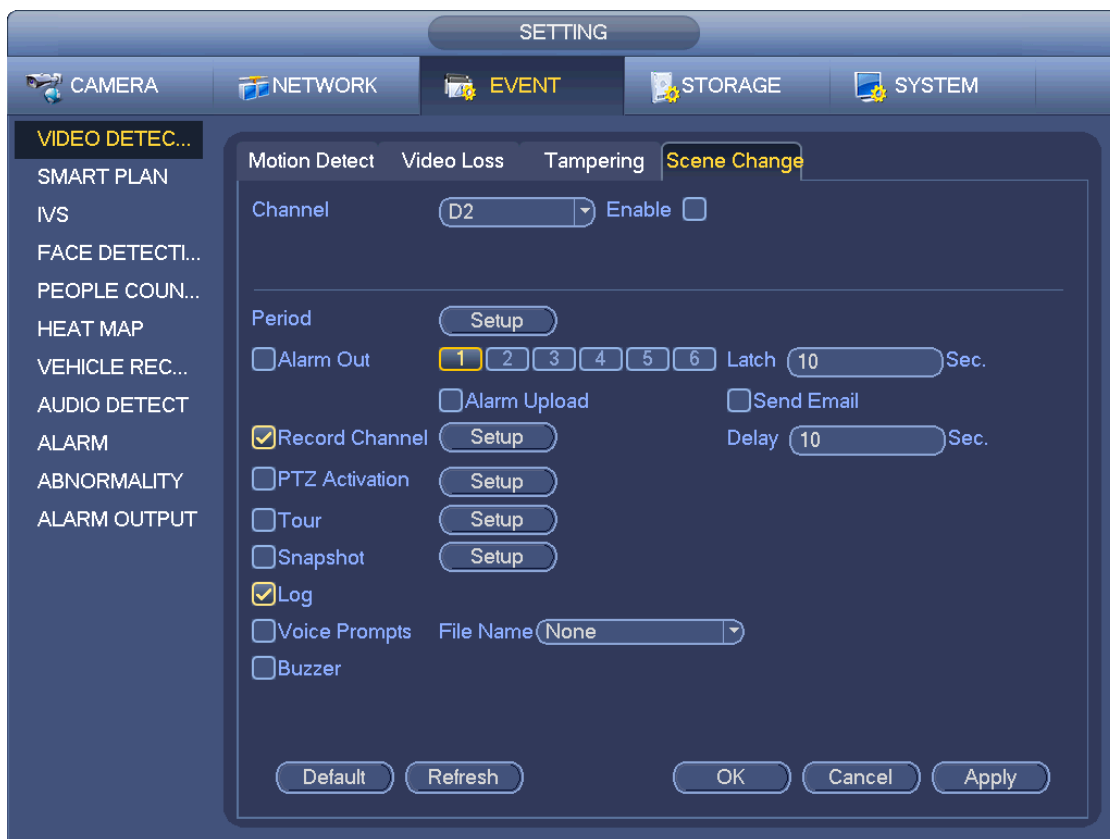 SETTING
CAMERA NETWORK EVENT STORAGE SYSTEM
VIDEO DETEC...
SMART PLAN
IVS
FACE DETECTI...
PEOPLE COUN...
HEAT MAP
VEHICLE REC...
AUDIO DETECT
ALARM
ABNORMALITY
ALARM OUTPUT
Motion Detect Video Loss Tampering Scene Change
Channel D2 Enable
Period Setup
Alarm Out 1 2 3 4 5 6 Latch 10 Sec.
Alarm Upload Send Email
Record Channel Setup Delay 10 Sec.
PTZ Activation Setup
Tour Setup
Snapshot Setup
Log
Voice Prompts File Name None
Buzzer
Default Refresh OK Cancel Apply